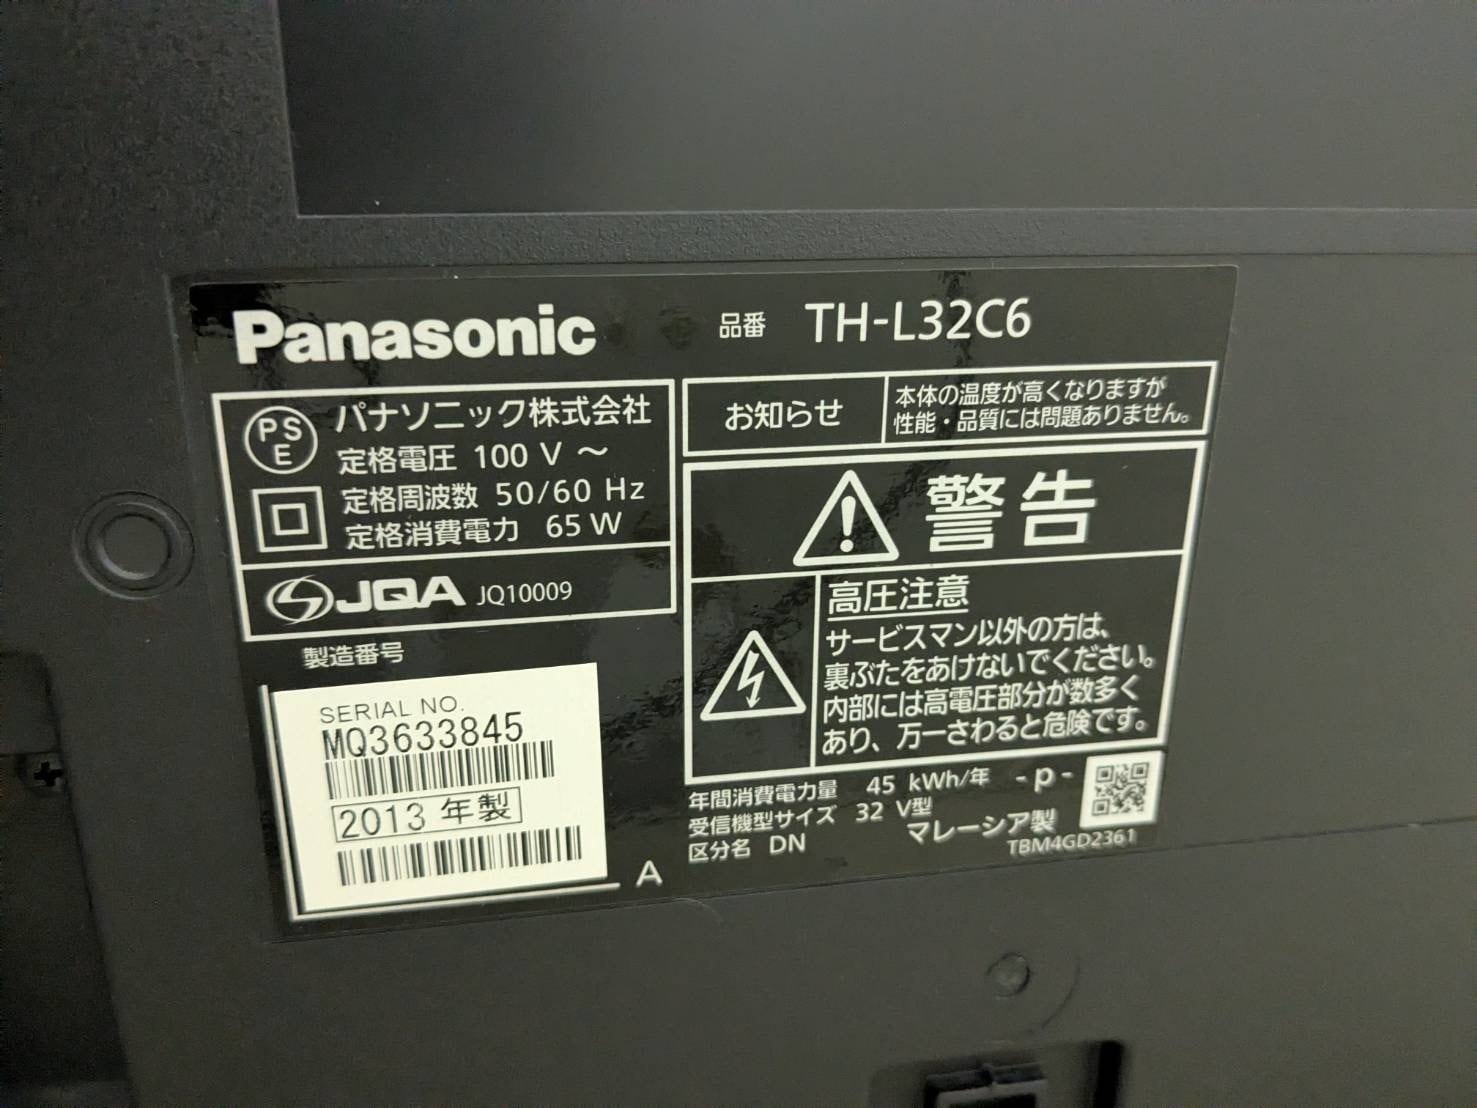 Panasonic
品番 TH-L32C6
PS
E
パナソニック株式会社
定格電圧 100 V ～
定格周波数 50/60 Hz
定格消費電力 65 W
JQA JQ10009
製造番号
SERIAL NO.
MQ3633845
2013 年製
A
お知らせ
本体の温度が高くなりますが
性能・品質には問題ありません。
警告
高圧注意
サービスマン以外の方は、
裏ぶたをあけないでください。
内部には高電圧部分が数多く
あり、万一さわると危険です。
年間消費電力量 45 kWh/年 -p-
受信機型サイズ 32 V型
区分名 DN
マレーシア製
TBM4GD2361